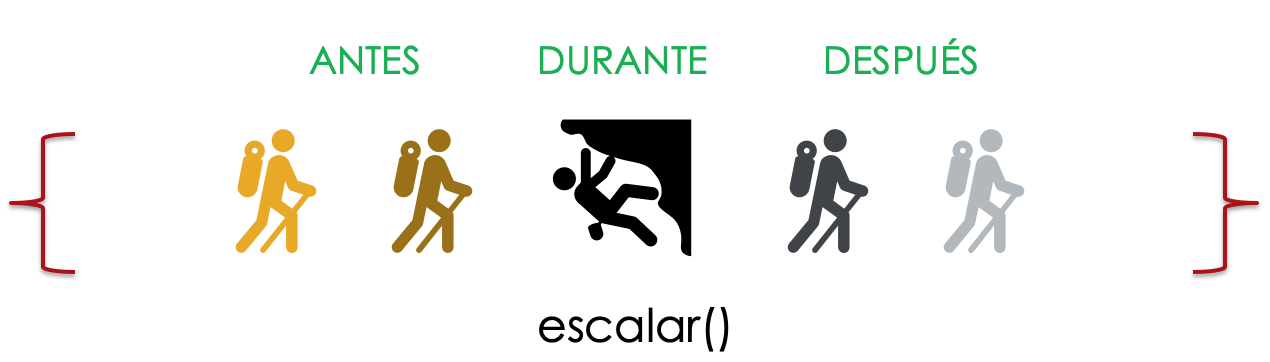 ANTES DURANTE DESPUÉS
escalar()